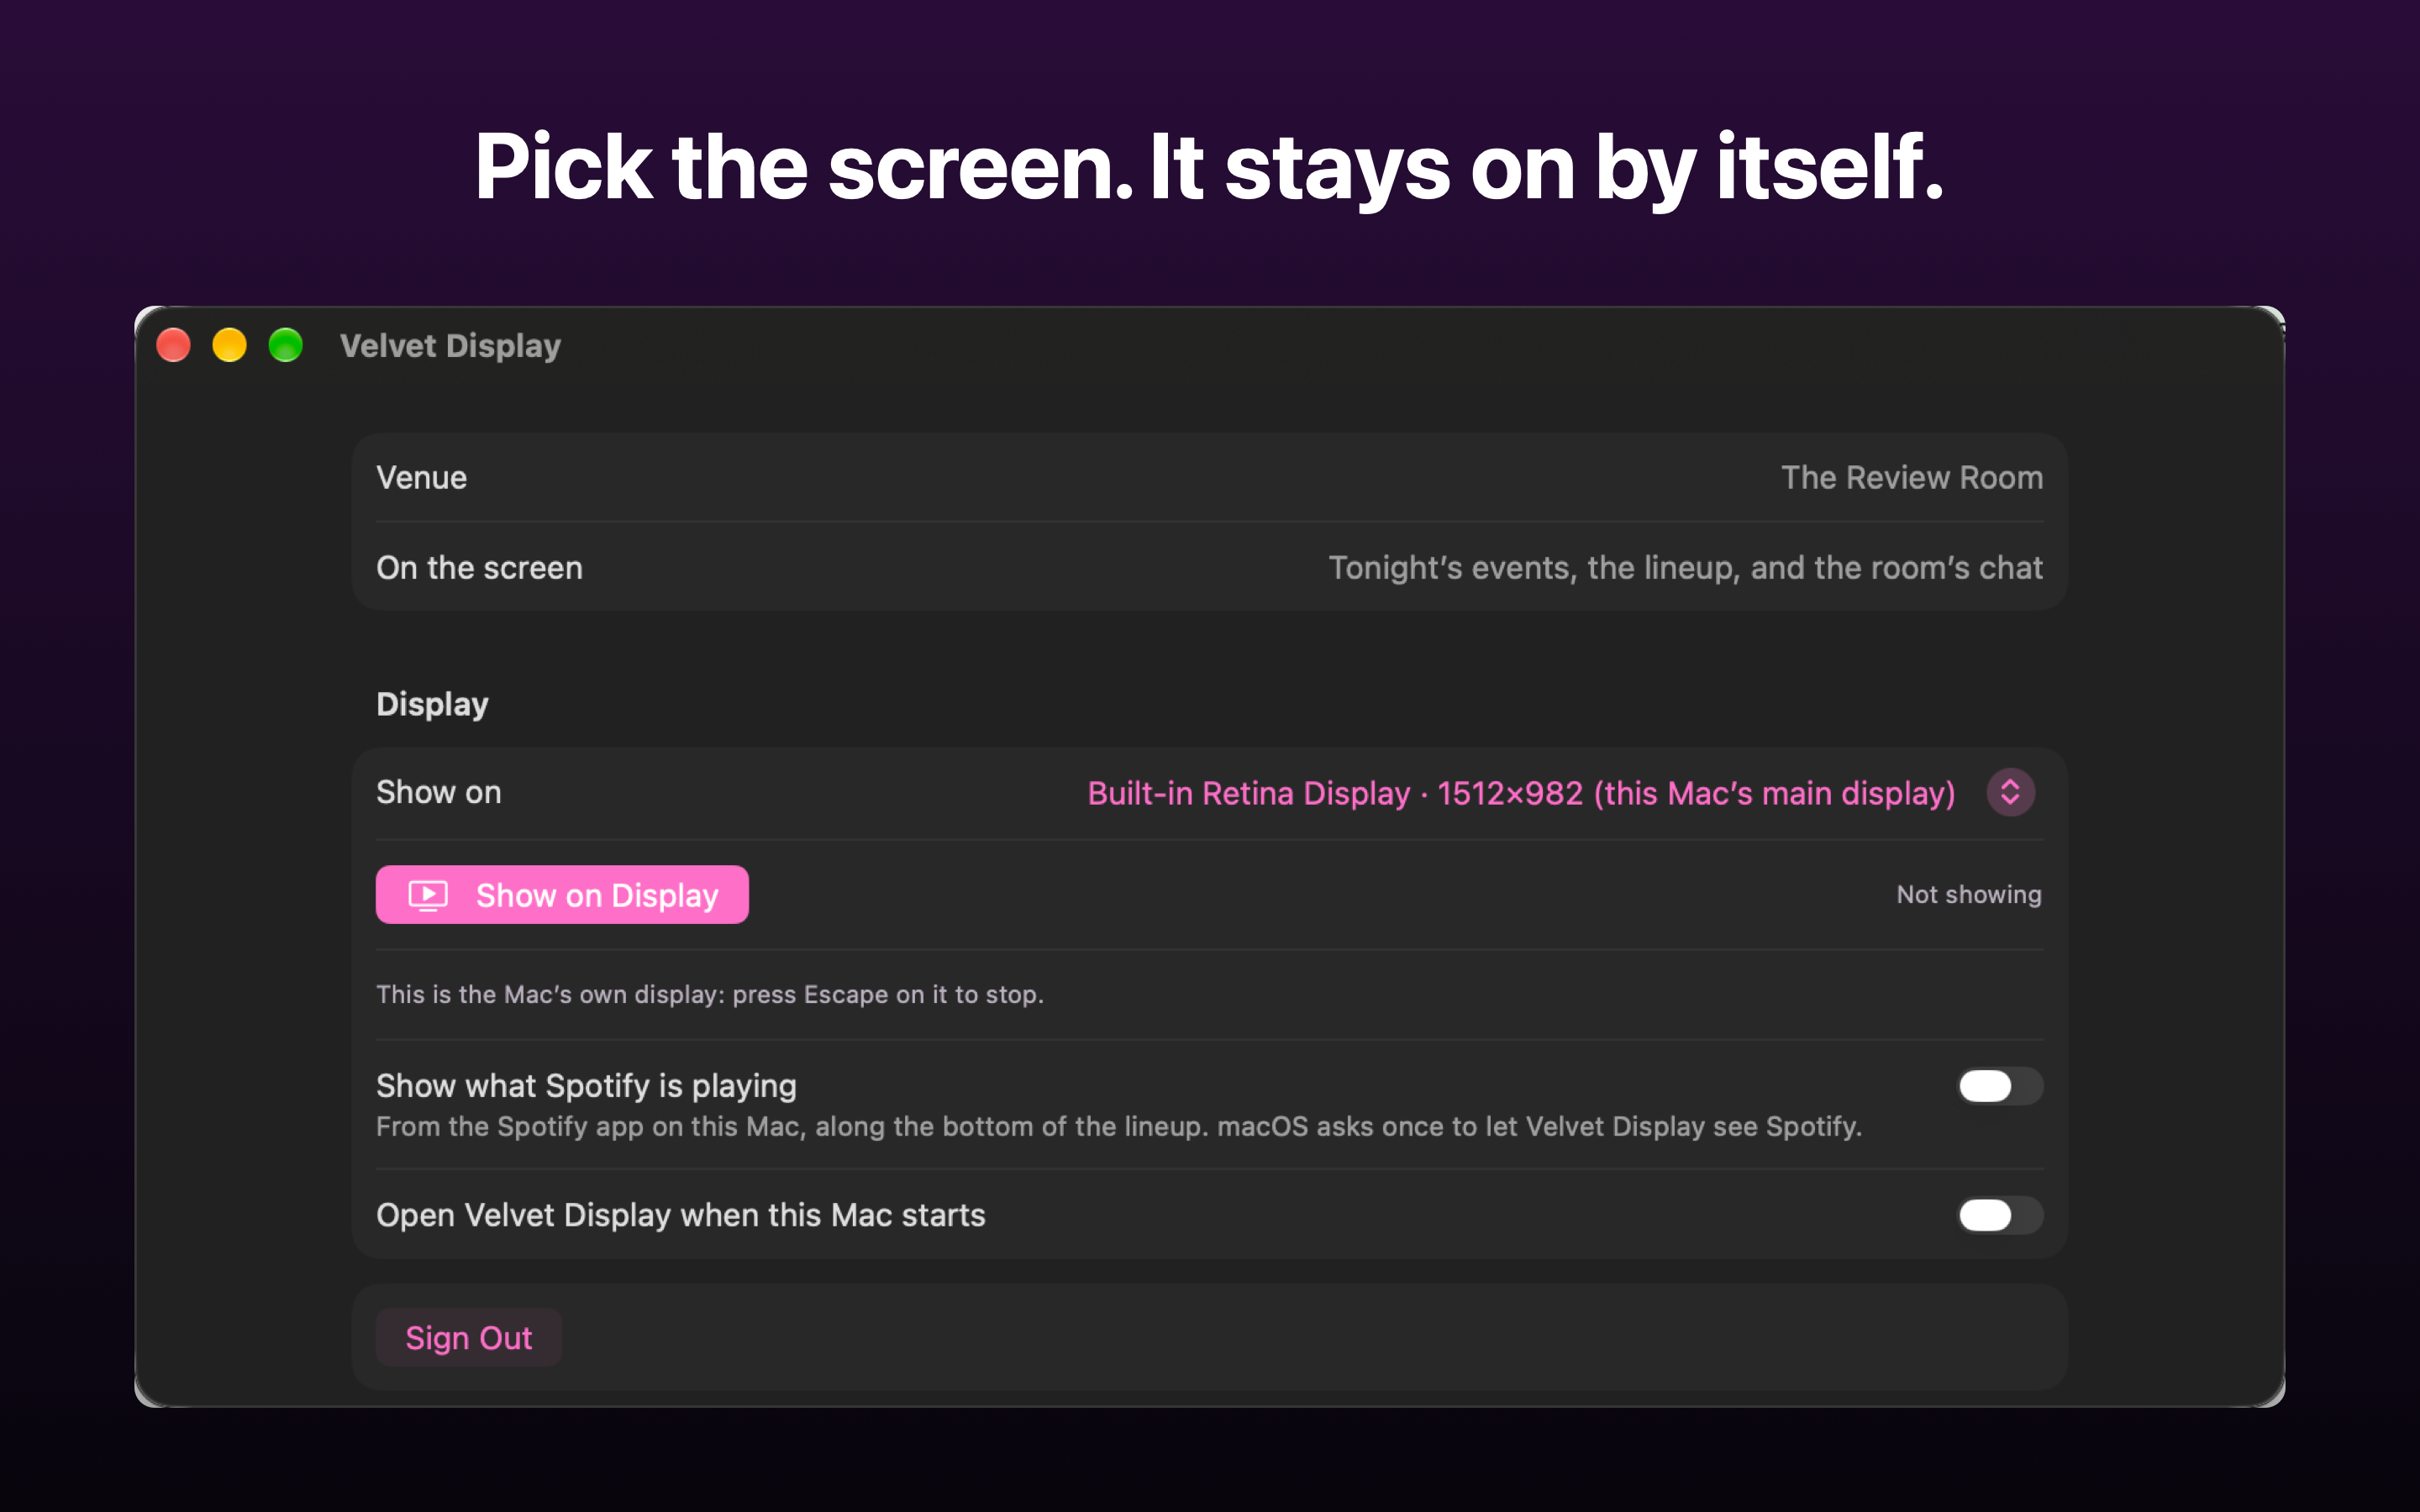 Pick the screen. It stays on by itself.
Velvet Display
Venue
The Review Room
On the screen
Tonight’s events, the lineup, and the room’s chat
Display
Show on
Built-in Retina Display · 1512×982 (this Mac’s main display)
Show on Display
Not showing
This is the Mac’s own display: press Escape on it to stop.
Show what Spotify is playing
From the Spotify app on this Mac, along the bottom of the lineup. macOS asks once to let Velvet Display see Spotify.
Open Velvet Display when this Mac starts
Sign Out